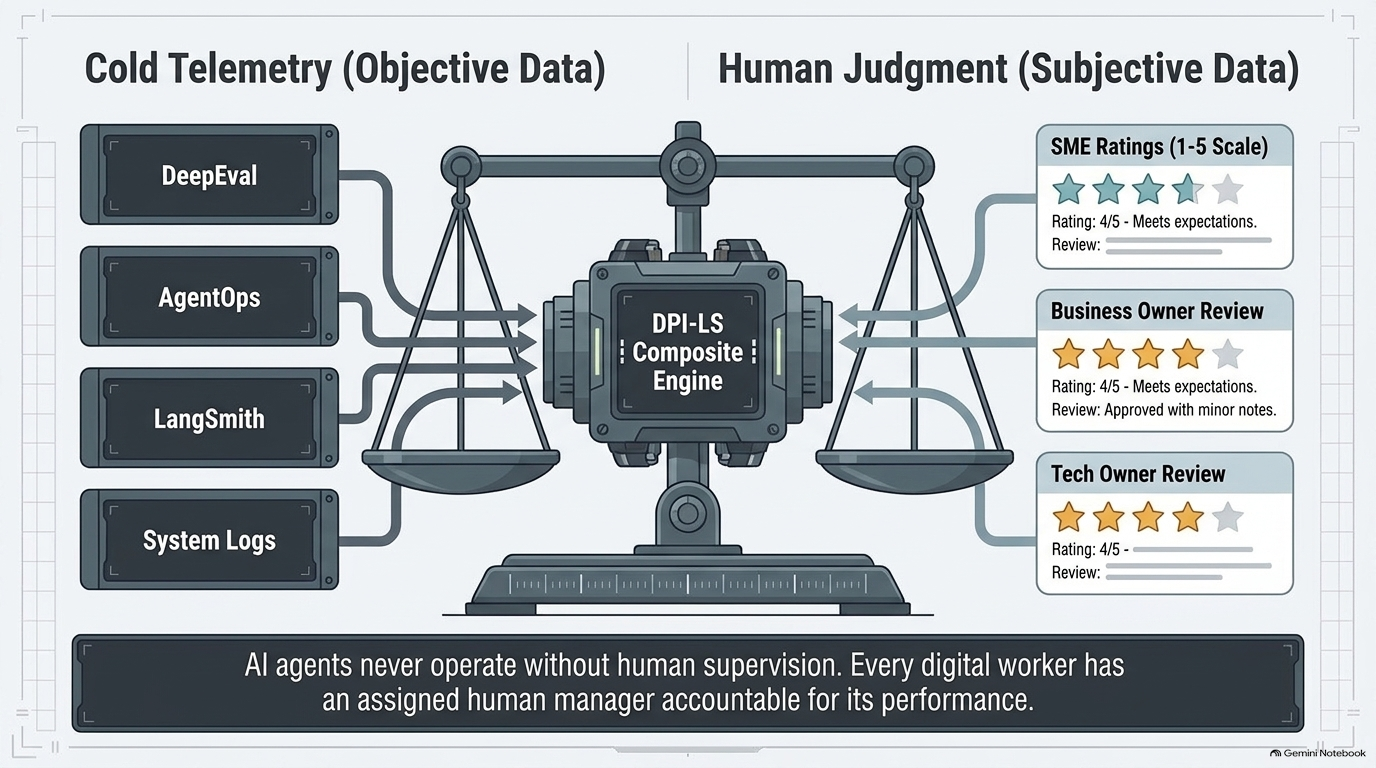 Cold Telemetry (Objective Data)
Human Judgment (Subjective Data)
DeepEval
AgentOps
LangSmith
System Logs
DPI-LS
Composite
Engine
SME Ratings (1-5 Scale)
Rating: 4/5 - Meets expectations.
Review:
Business Owner Review
Rating: 4/5 - Meets expectations.
Review: Approved with minor notes.
Tech Owner Review
Rating: 4/5 -
Review:
AI agents never operate without human supervision. Every digital worker has
an assigned human manager accountable for its performance.
Gemini Notebook